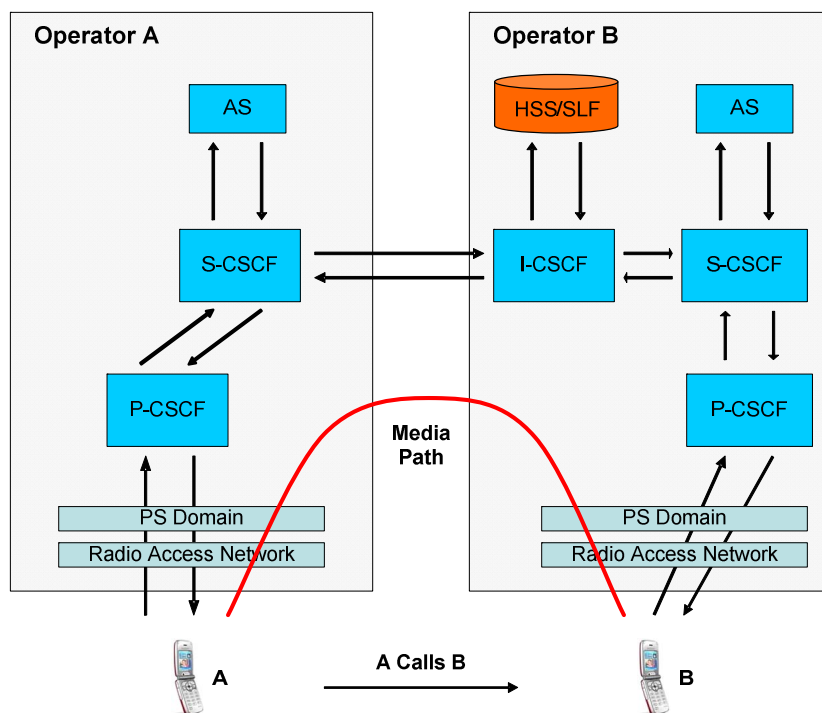 Operator A
Operator B
AS
HSS/SLF
AS
S-CSCF
I-CSCF
S-CSCF
P-CSCF
P-CSCF
Media
Path
PS Domain
PS Domain
Radio Access Network
Radio Access Network
A Calls B
A
B